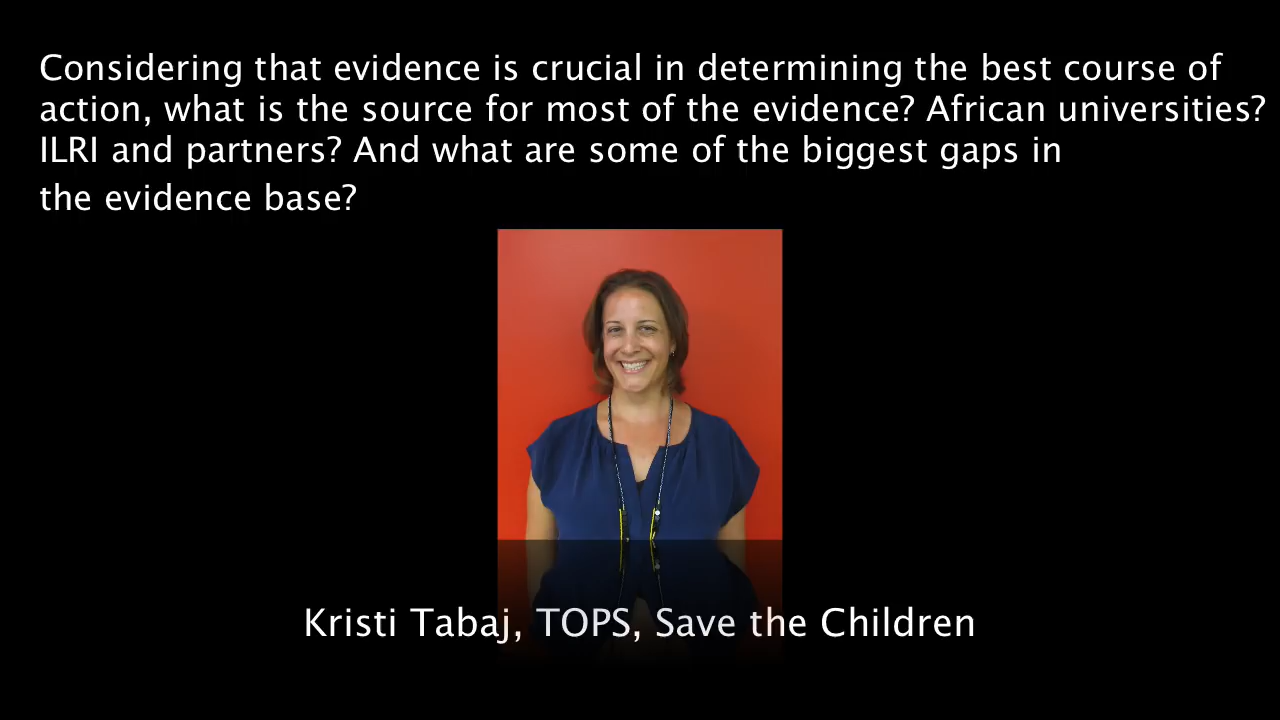 Considering that evidence is crucial in determining the best course of
action, what is the source for most of the evidence? African universities?
ILRI and partners? And what are some of the biggest gaps in
the evidence base?
Kristi Tabaj, TOPS, Save the Children